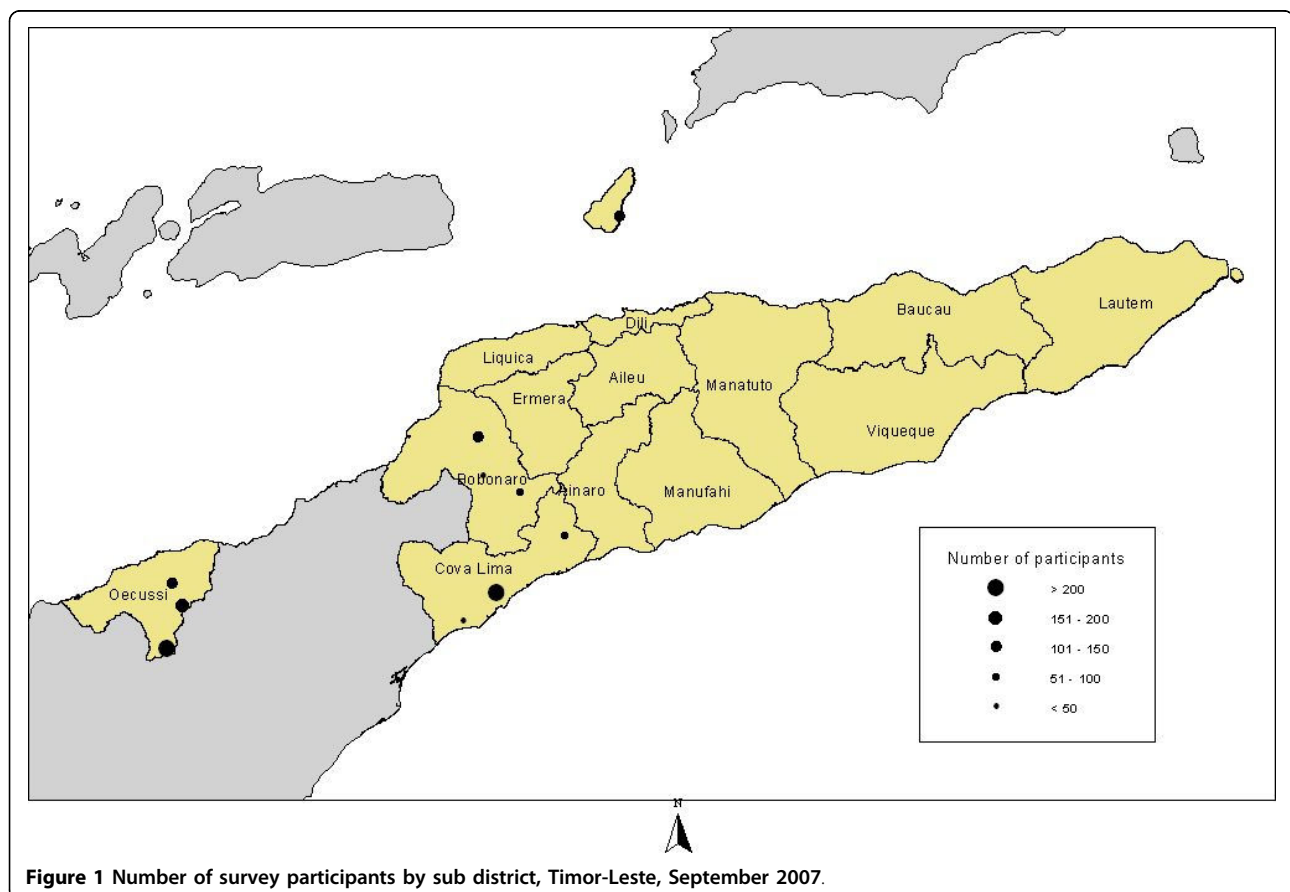 Dili
Baucau
Lautem
Liquica
Aileu
Manatuto
Ermera
Viqueque
Bobonaro
Ainaro
Manufahi
Cova Lima
Oecussi
Number of participants
> 200
151 - 200
101 - 150
51 - 100
< 50
N
Figure 1 Number of survey participants by sub district, Timor-Leste, September 2007.